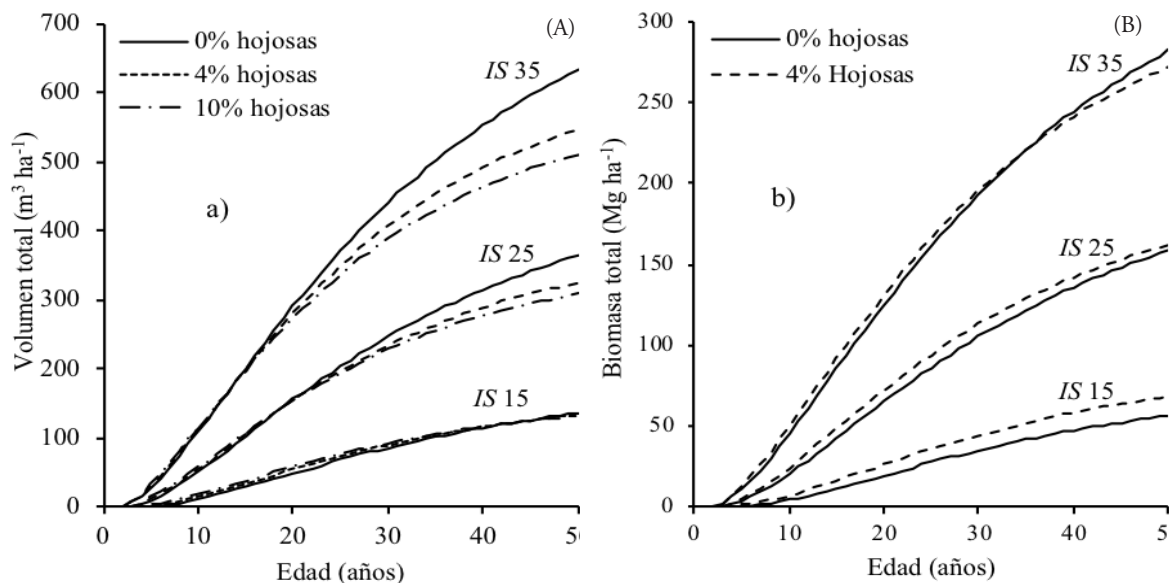 (A)
700
600
500
400
300
200
100
0
Volumen total (m³ ha⁻¹)
0% hojosas
4% hojosas
10% hojosas
a)
IS 35
IS 25
IS 15
0 10 20 30 40 50
Edad (años)
(B)
300
250
200
150
100
50
0
Biomasa total (Mg ha⁻¹)
0% hojosas
4% Hojosas
b)
IS 35
IS 25
IS 15
0 10 20 30 40 5
Edad (años)